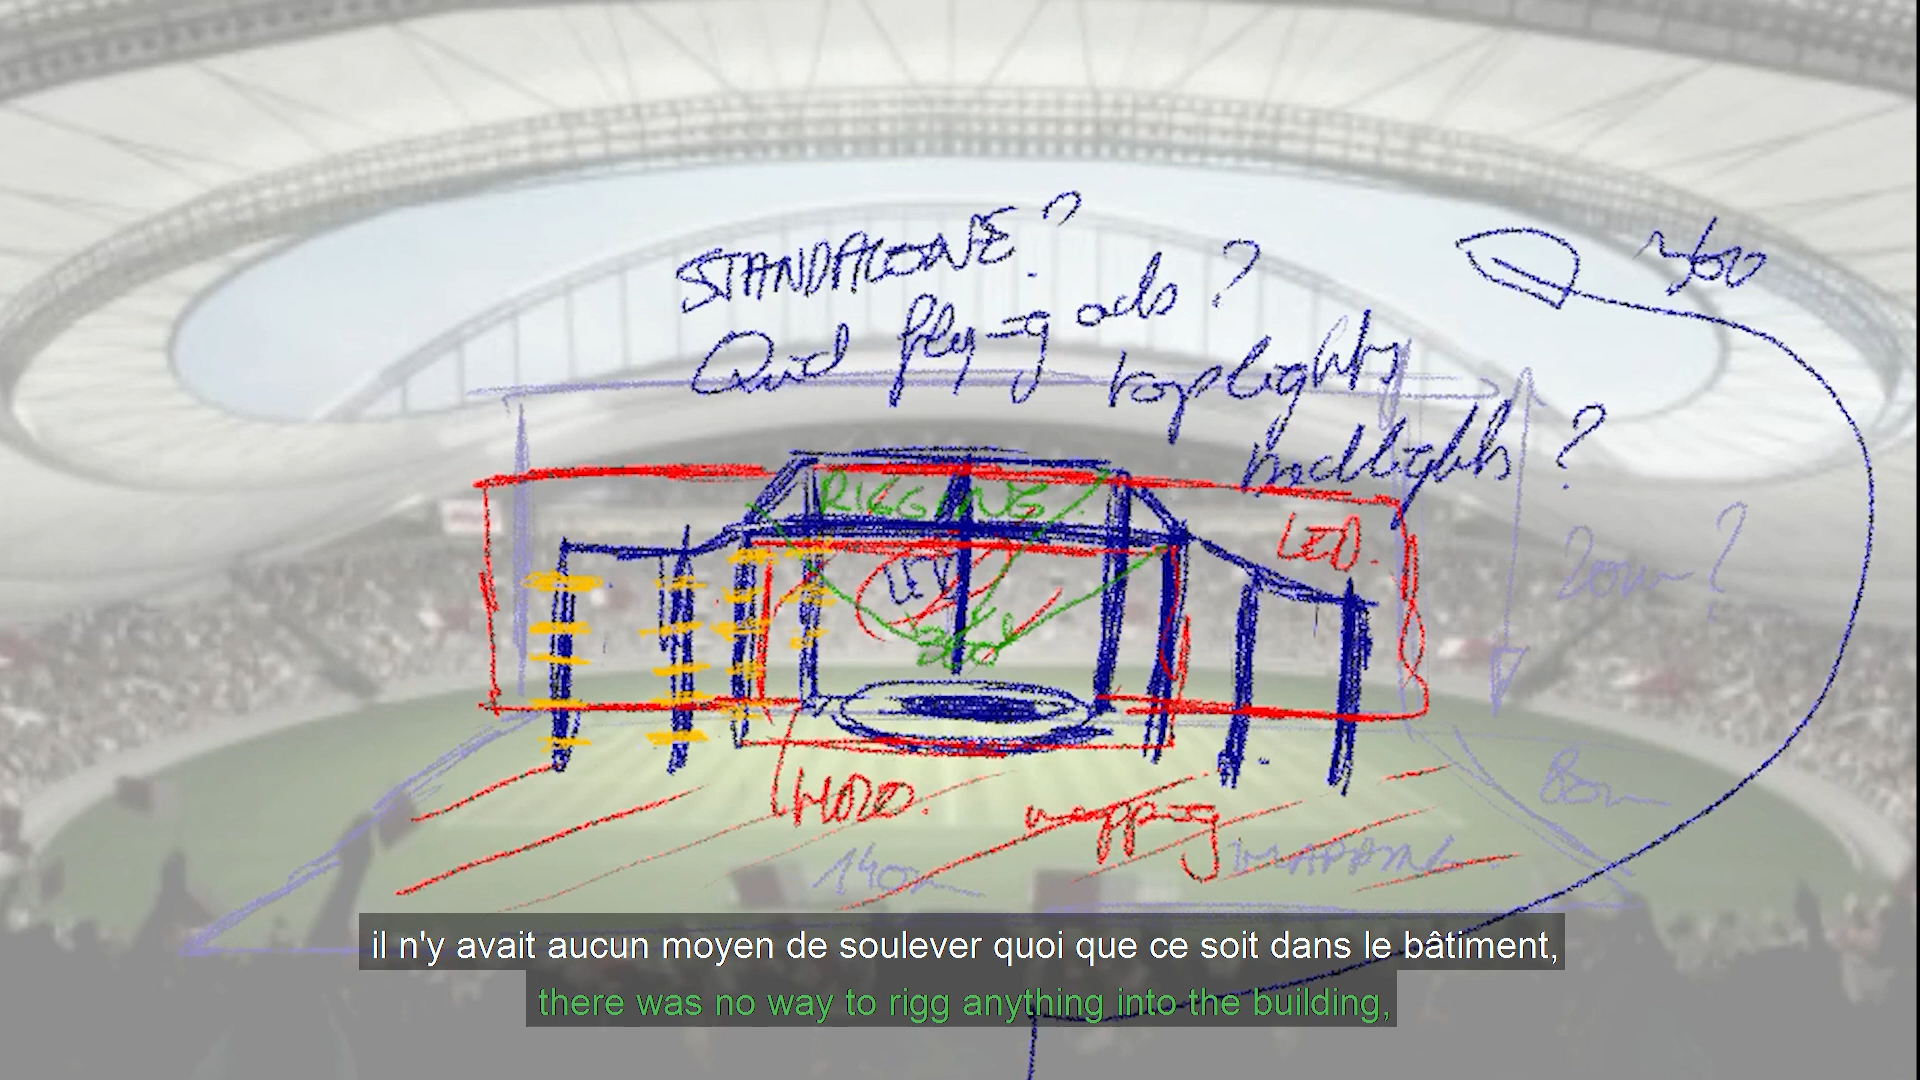 STANDALONE?
Quid flying ads?
toplights
backlights?
RIGGING
LED.
LED
20m?
360
HOLO.
mapping
80m
140m
MAPPING
il n'y avait aucun moyen de soulever quoi que ce soit dans le bâtiment,
there was no way to rigg anything into the building,